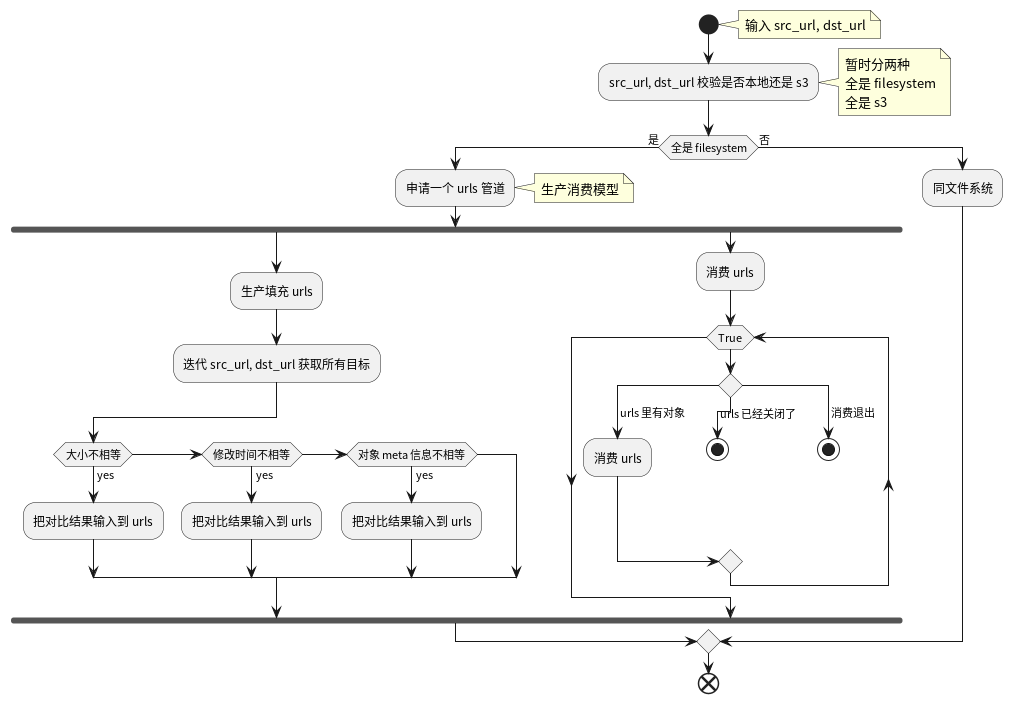 输入 src_url, dst_url
src_url, dst_url 校验是否本地还是 s3
暂时分两种
全是 filesystem
全是 s3
是
全是 filesystem
否
申请一个 urls 管道
生产消费模型
同文件系统
生产填充 urls
迭代 src_url, dst_url 获取所有目标
大小不相等
修改时间不相等
对象 meta 信息不相等
yes
yes
yes
把对比结果输入到 urls
把对比结果输入到 urls
把对比结果输入到 urls
消费 urls
True
urls 里有对象
urls 已经关闭了
消费退出
消费 urls